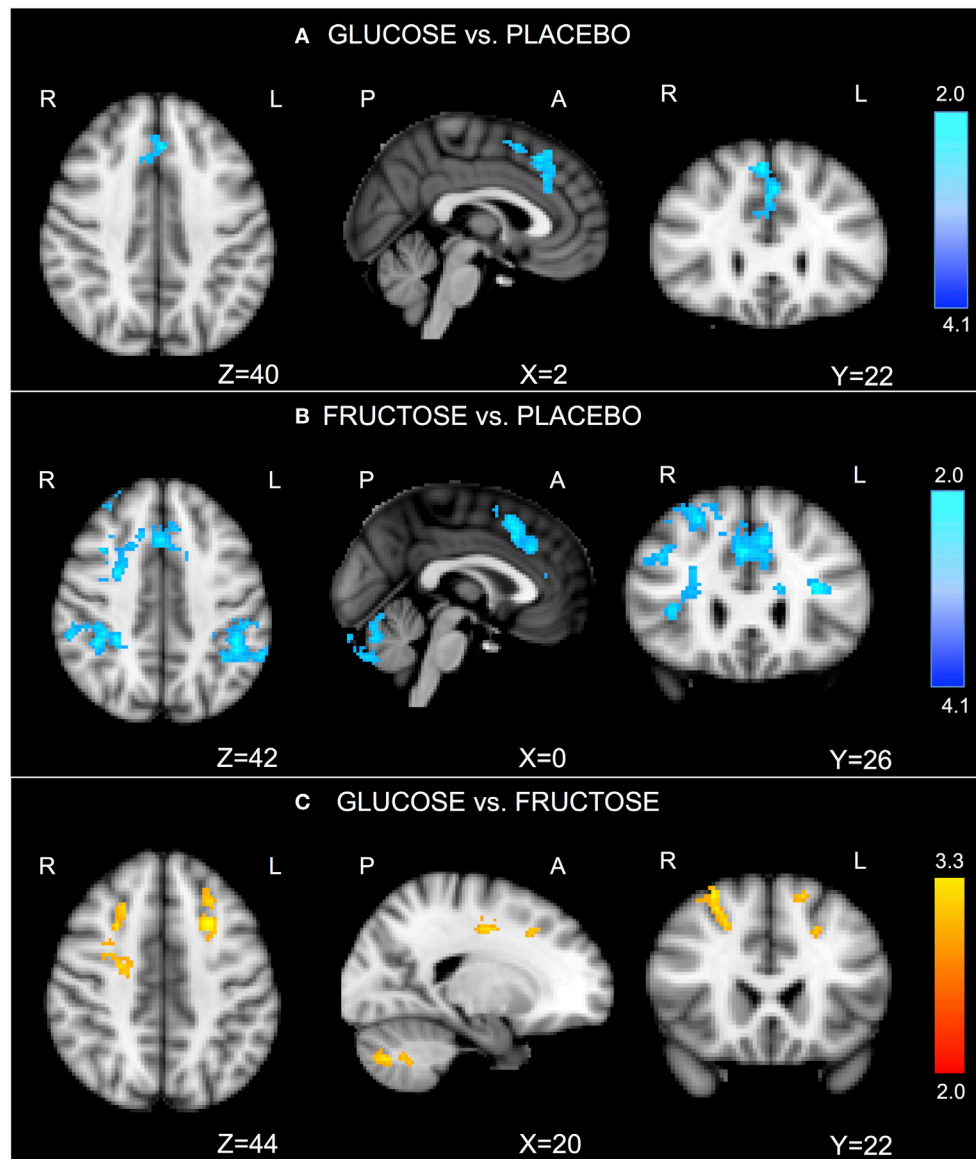 A GLUCOSE vs. PLACEBO
R L P A R L
2.0
4.1
Z=40 X=2 Y=22
B FRUCTOSE vs. PLACEBO
R L P A R L
2.0
4.1
Z=42 X=0 Y=26
C GLUCOSE vs. FRUCTOSE
R L P A R L
3.3
2.0
Z=44 X=20 Y=22